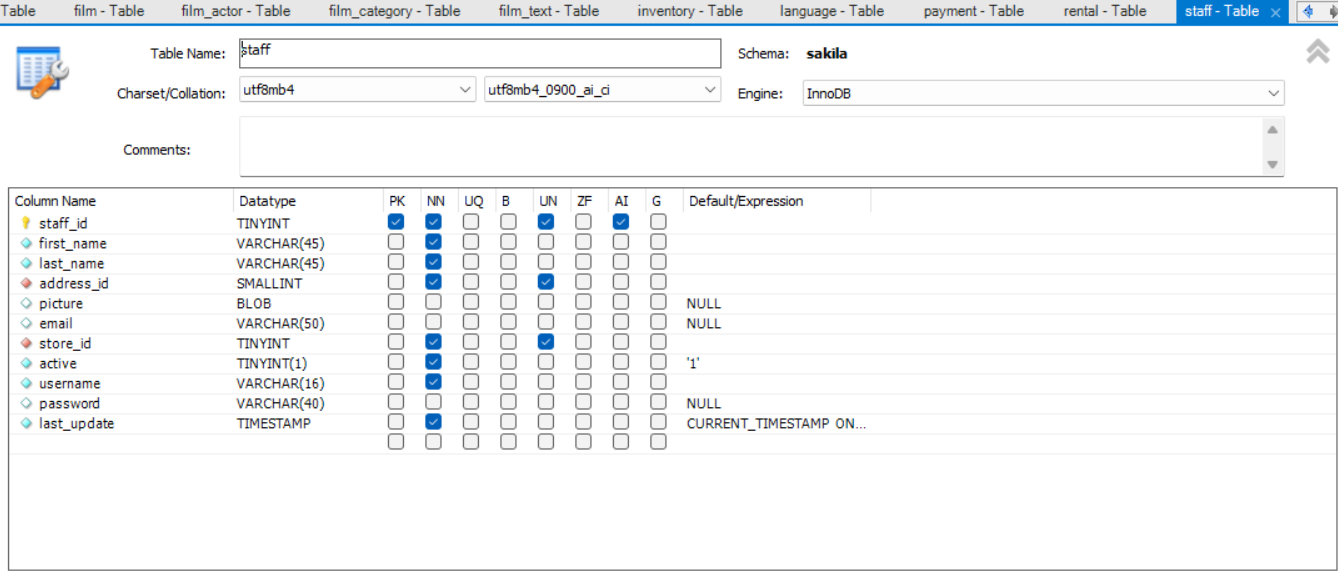 Table film - Table film_actor - Table film_category - Table film_text - Table inventory - Table language - Table payment - Table rental - Table staff - Table
Table Name: staff Schema: sakila
Charset/Collation: utf8mb4 utf8mb4_0900_ai_ci Engine: InnoDB
Comments:
Column Name Datatype PK NN UQ B UN ZF AI G Default/Expression
staff_id TINYINT
first_name VARCHAR(45)
last_name VARCHAR(45)
address_id SMALLINT
picture BLOB NULL
email VARCHAR(50) NULL
store_id TINYINT
active TINYINT(1) '1'
username VARCHAR(16)
password VARCHAR(40) NULL
last_update TIMESTAMP CURRENT_TIMESTAMP ON...